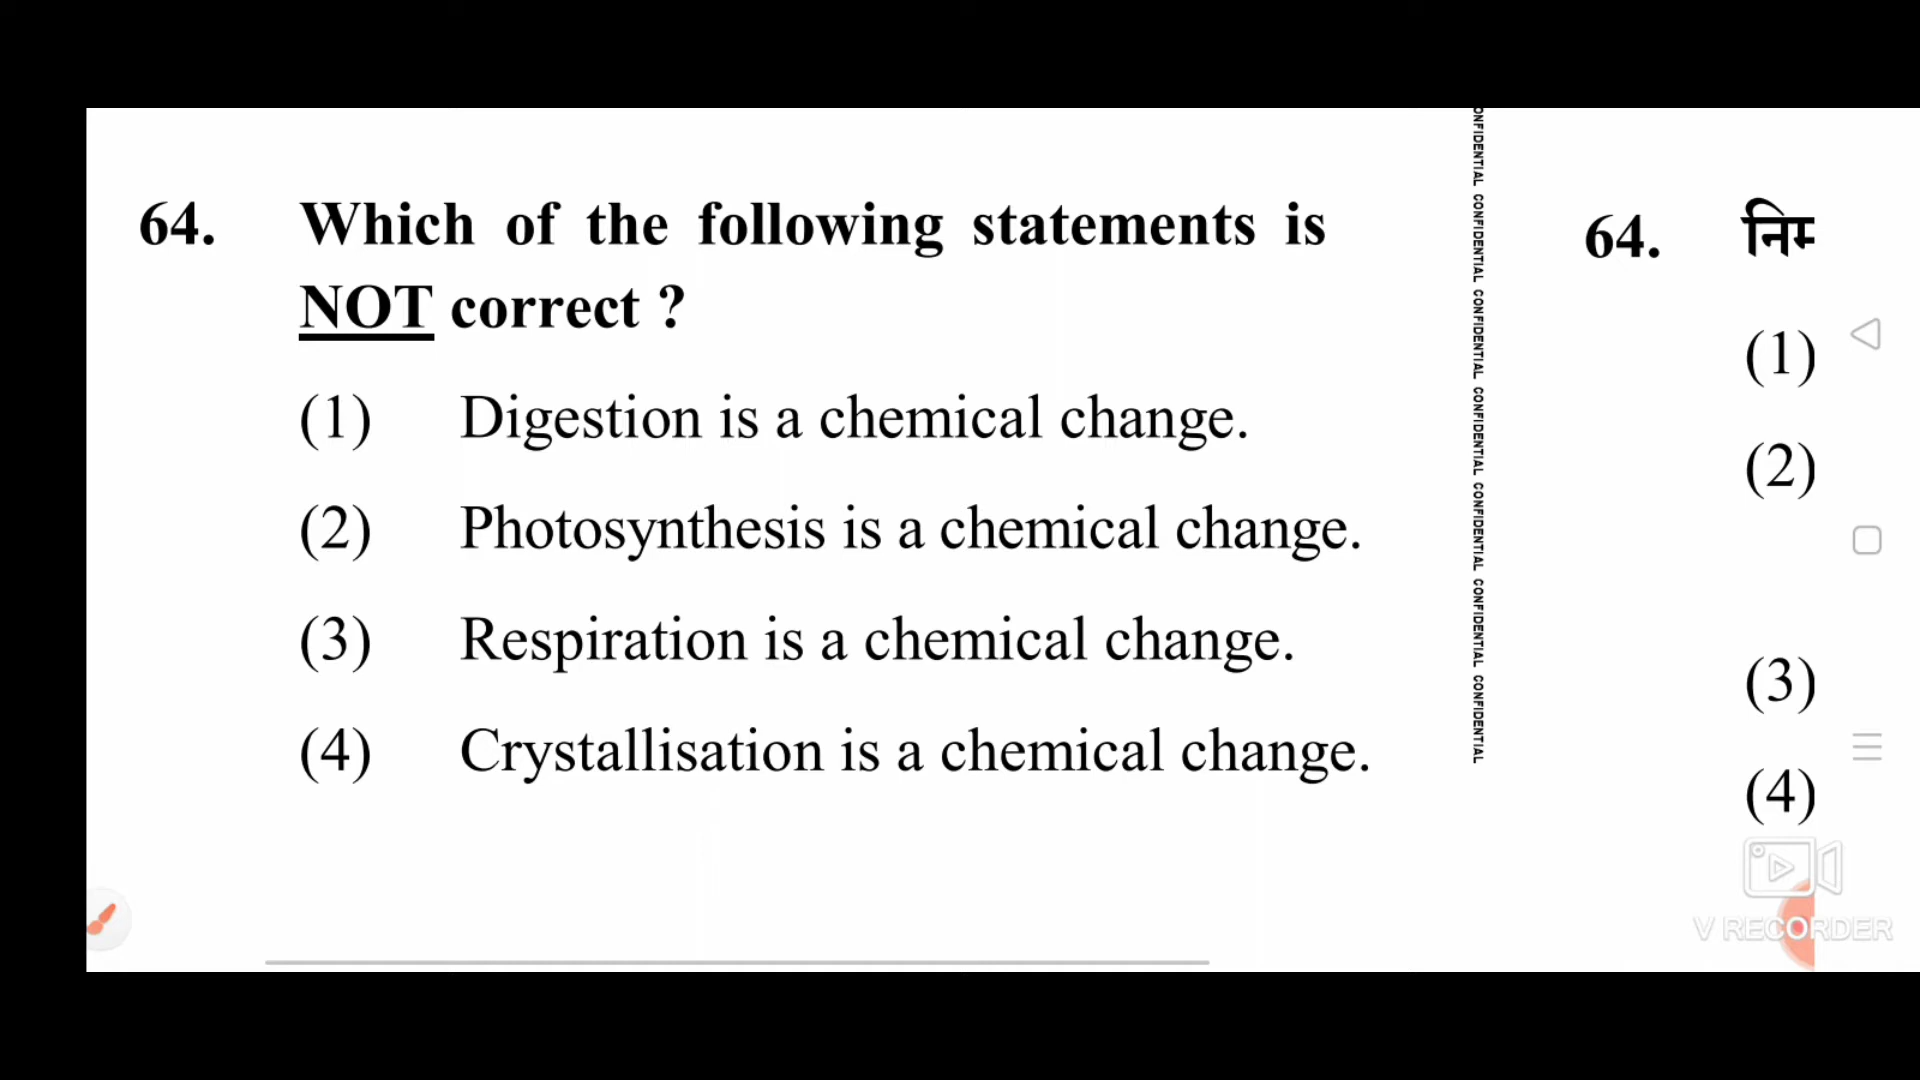 64. Which of the following statements is
NOT correct ?
(1) Digestion is a chemical change.
(2) Photosynthesis is a chemical change.
(3) Respiration is a chemical change.
(4) Crystallisation is a chemical change.
ONFIDENTIAL CONFIDENTIAL CONFIDENTIAL CONFIDENTIAL CONFIDENTIAL CONFIDENTIAL CONFIDENTIAL
64.
(1)
(2)
(3)
(4)
V RECORDER